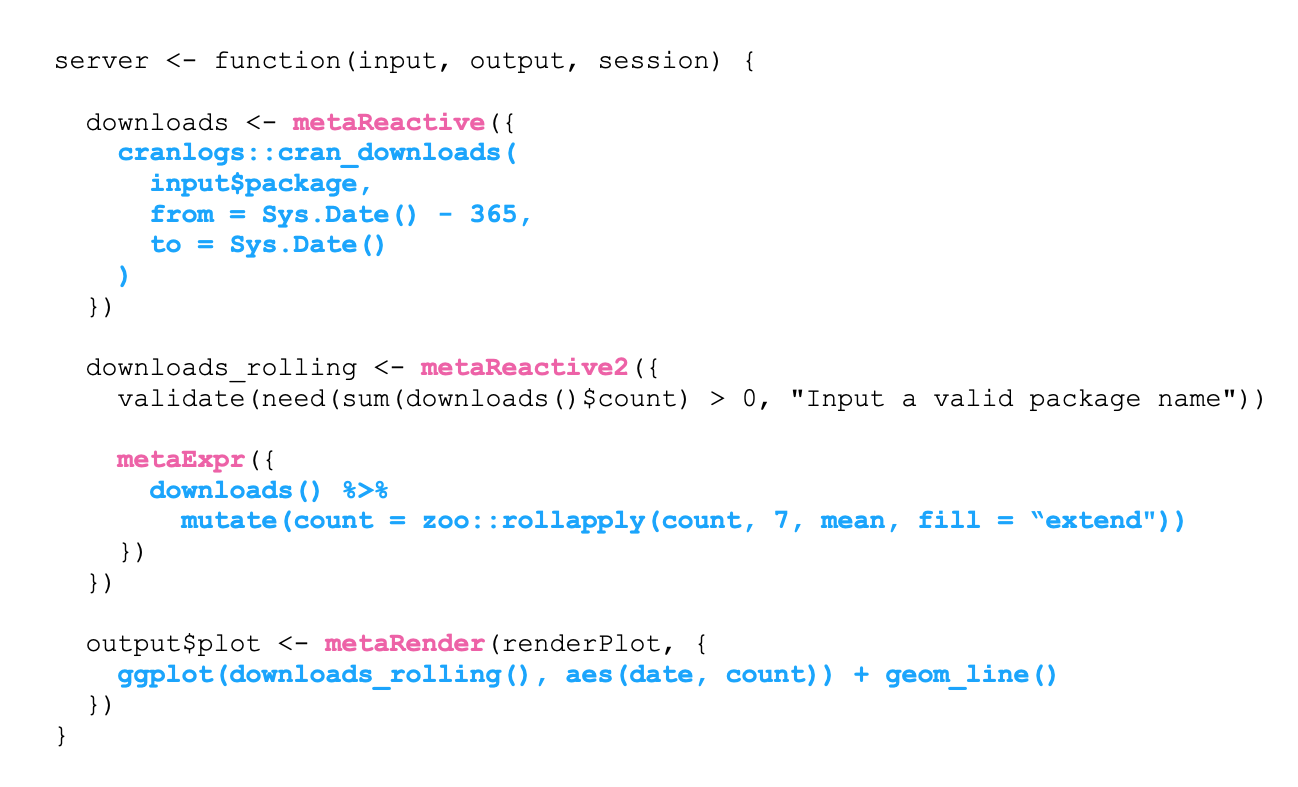 server <- function(input, output, session) {
  downloads <- metaReactive({
    cranlogs::cran_downloads(
      input$package,
      from = Sys.Date() - 365,
      to = Sys.Date()
    )
  })
  downloads_rolling <- metaReactive2({
    validate(need(sum(downloads()$count) > 0, "Input a valid package name"))
    metaExpr({
      downloads() %>%
        mutate(count = zoo::rollapply(count, 7, mean, fill = “extend"))
    })
  })
  output$plot <- metaRender(renderPlot, {
    ggplot(downloads_rolling(), aes(date, count)) + geom_line()
  })
}